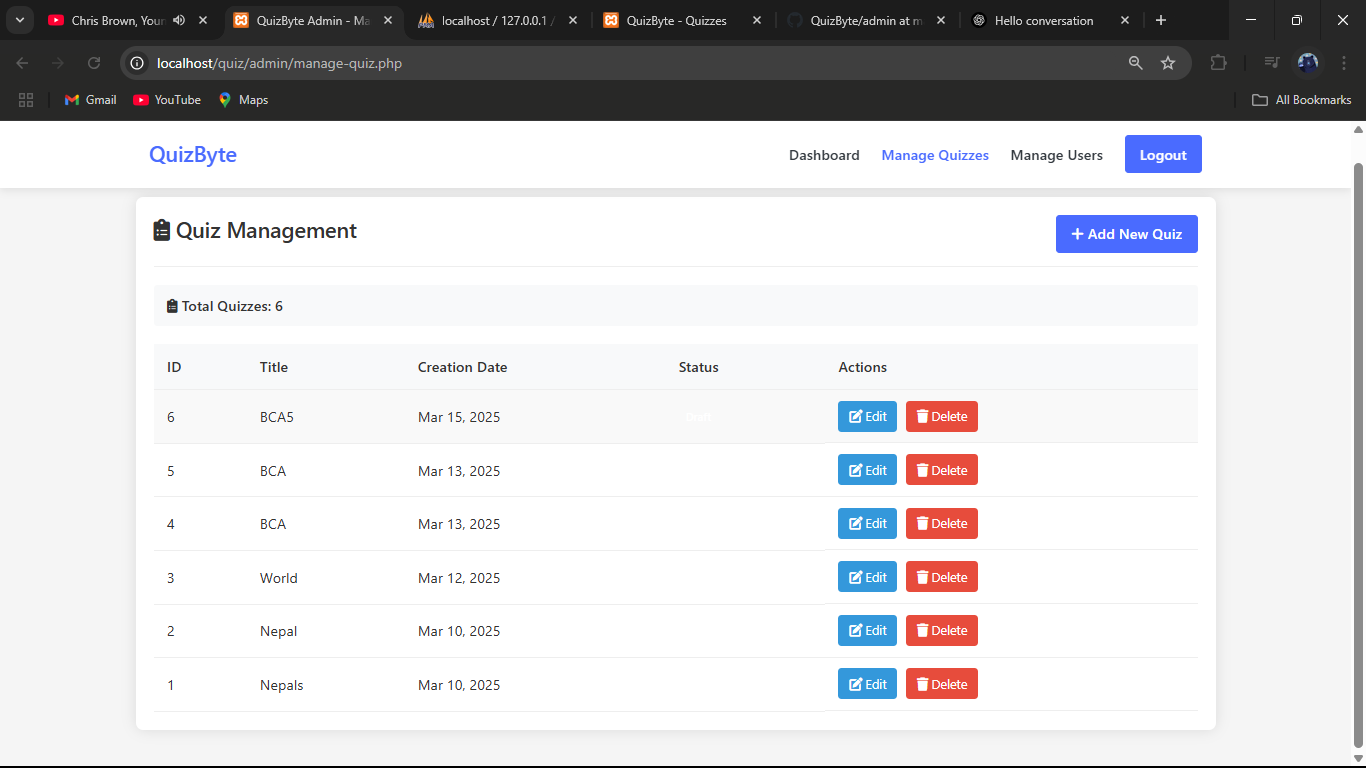 Chris Brown, Your
QuizByte Admin - Ma
localhost / 127.0.0.1 /
QuizByte - Quizzes
QuizByte/admin at m
Hello conversation
localhost/quiz/admin/manage-quiz.php
Gmail
YouTube
Maps
All Bookmarks
QuizByte
Dashboard
Manage Quizzes
Manage Users
Logout
Quiz Management
Add New Quiz
Total Quizzes: 6
ID Title Creation Date Status Actions
6 BCA5 Mar 15, 2025 Draft Edit Delete
5 BCA Mar 13, 2025 Edit Delete
4 BCA Mar 13, 2025 Edit Delete
3 World Mar 12, 2025 Edit Delete
2 Nepal Mar 10, 2025 Edit Delete
1 Nepals Mar 10, 2025 Edit Delete